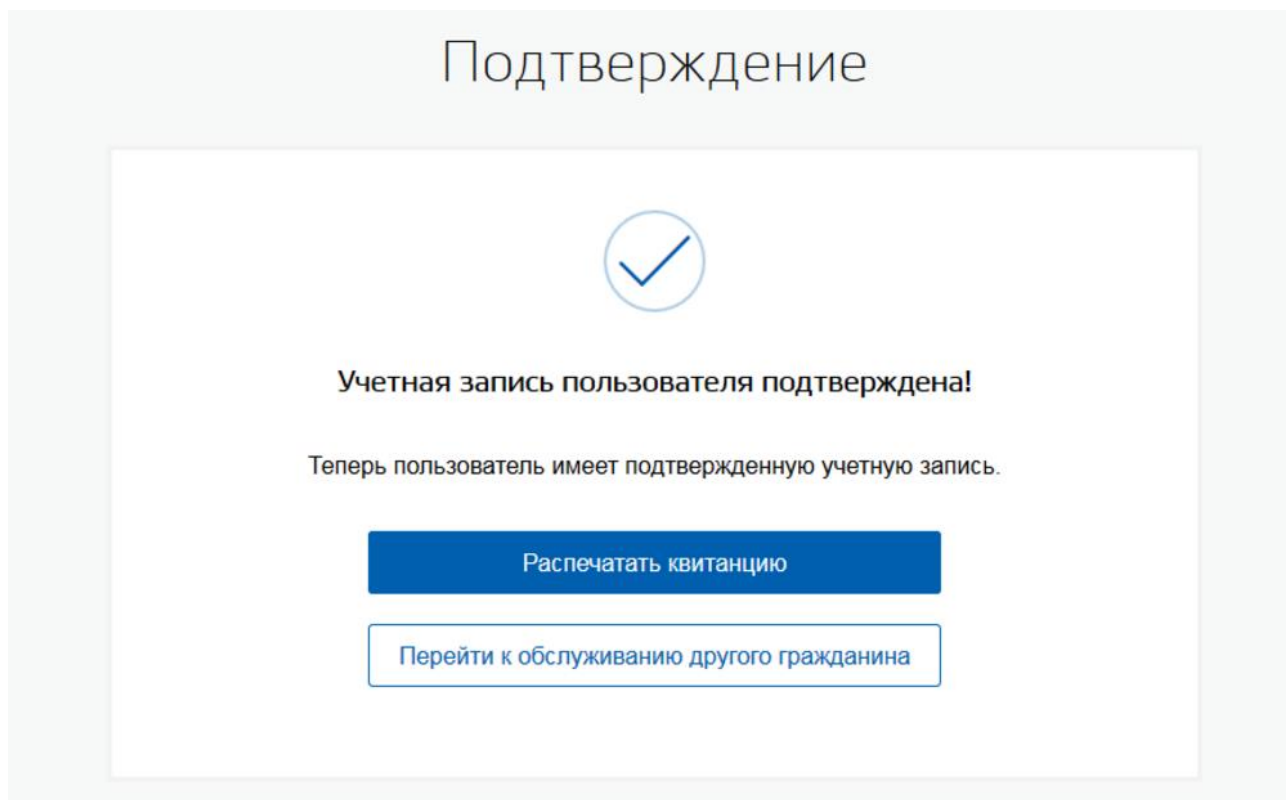 Подтверждение
Учетная запись пользователя подтверждена!
Теперь пользователь имеет подтвержденную учетную запись.
Распечатать квитанцию
Перейти к обслуживанию другого гражданина